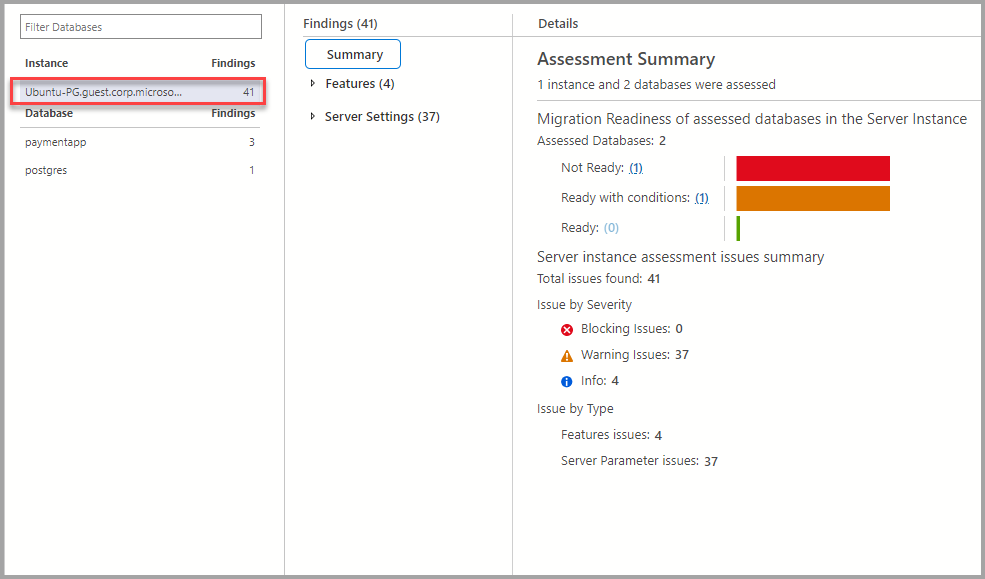 Filter Databases
Instance Findings
Ubuntu-PG.guest.corp.microso... 41
Database Findings
paymentapp 3
postgres 1
Findings (41)
Summary
Features (4)
Server Settings (37)
Details
Assessment Summary
1 instance and 2 databases were assessed
Migration Readiness of assessed databases in the Server Instance
Assessed Databases: 2
Not Ready: (1)
Ready with conditions: (1)
Ready: (0)
Server instance assessment issues summary
Total issues found: 41
Issue by Severity
Blocking Issues: 0
Warning Issues: 37
Info: 4
Issue by Type
Features issues: 4
Server Parameter issues: 37